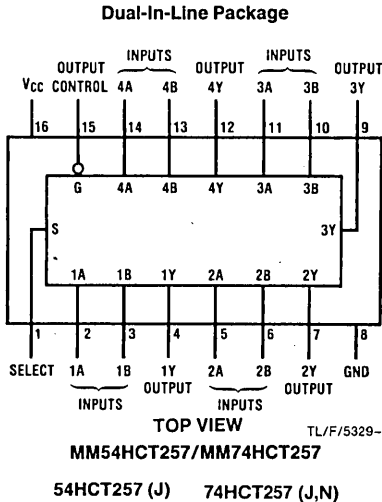 Dual-In-Line Package
INPUTS INPUTS
OUTPUT OUTPUT OUTPUT
VCC CONTROL 4A 4B 4Y 3A 3B 3Y
16 15 14 13 12 11 10 9
G 4A 4B 4Y 3A 3B
S 3Y
1A 1B 1Y 2A 2B 2Y
1 2 3 4 5 6 7 8
SELECT 1A 1B 1Y 2A 2B 2Y GND
OUTPUT OUTPUT
INPUTS INPUTS
TOP VIEW
TL/F/5329-
MM54HCT257/MM74HCT257
54HCT257 (J) 74HCT257 (J,N)